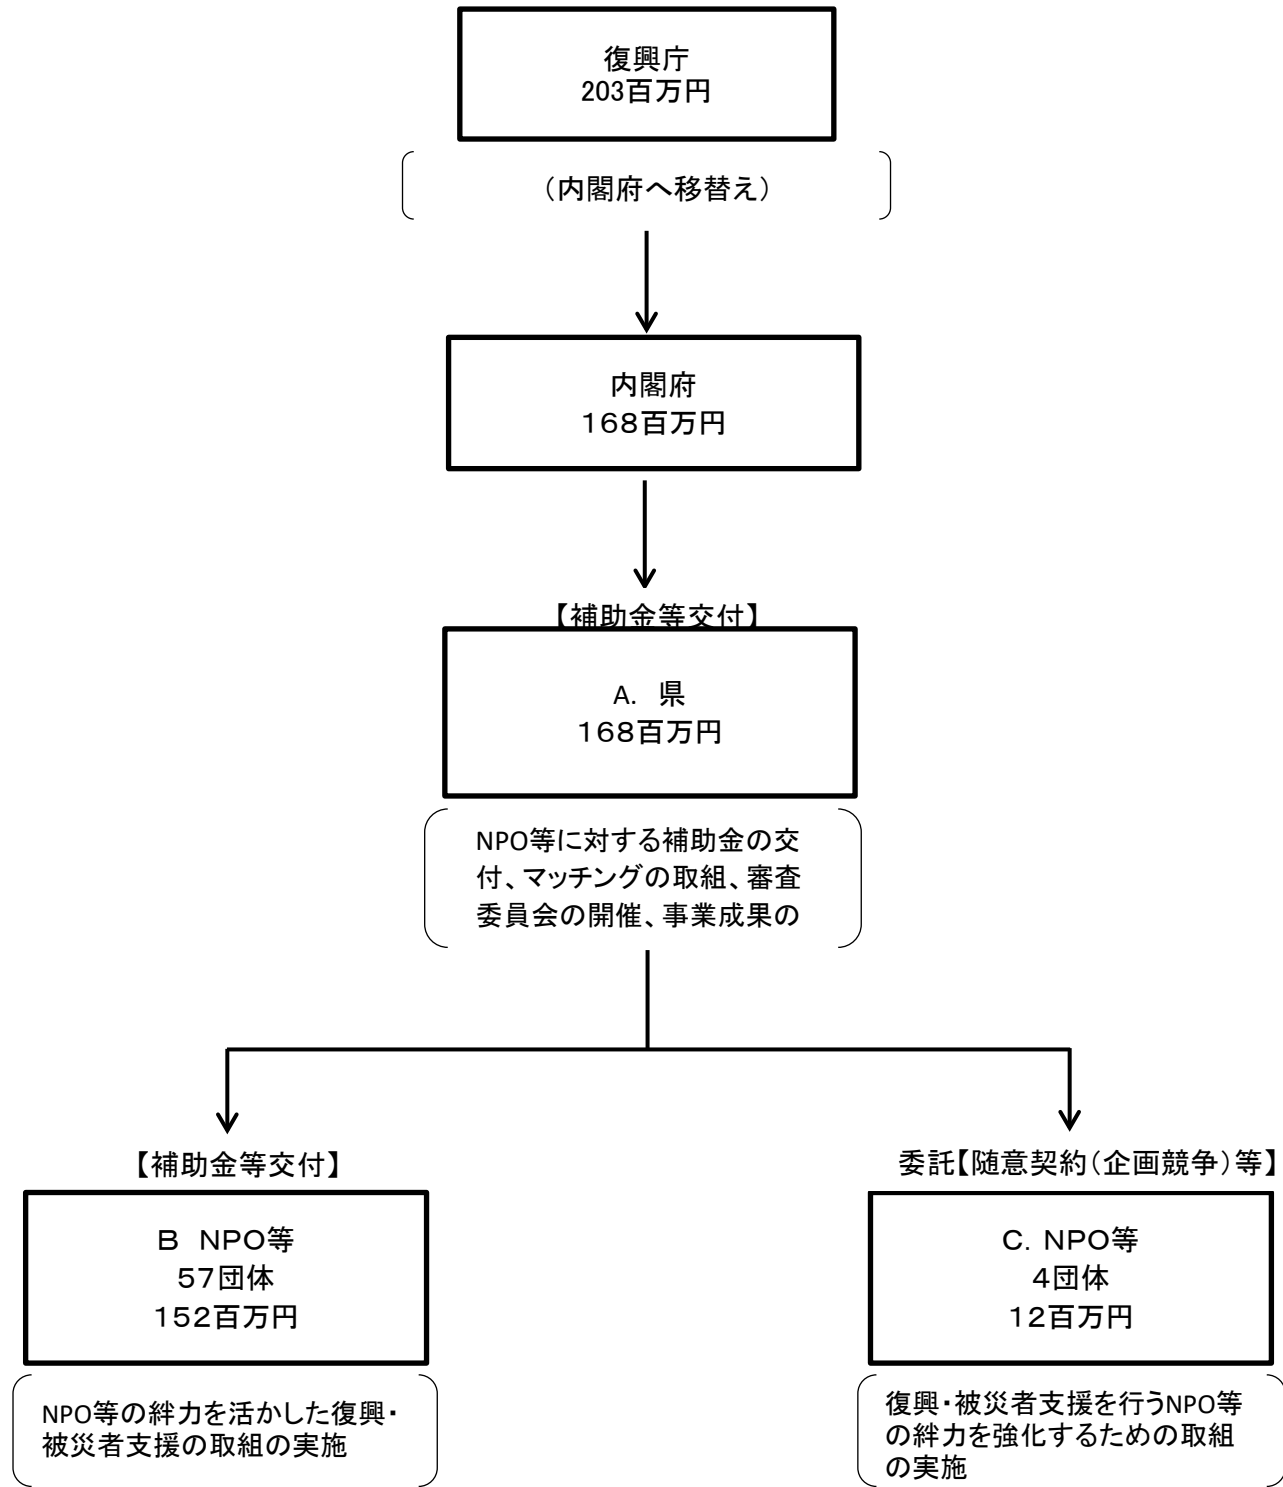 復興庁
203百万円
(内閣府へ移替え)
内閣府
168百万円
【補助金等交付】
A. 県
168百万円
NPO等に対する補助金の交
付、マッチングの取組、審査
委員会の開催、事業成果の
【補助金等交付】
B NPO等
57団体
152百万円
NPO等の絆力を活かした復興・
被災者支援の取組の実施
委託【随意契約(企画競争)等】
C. NPO等
4団体
12百万円
復興・被災者支援を行うNPO等
の絆力を強化するための取組
の実施